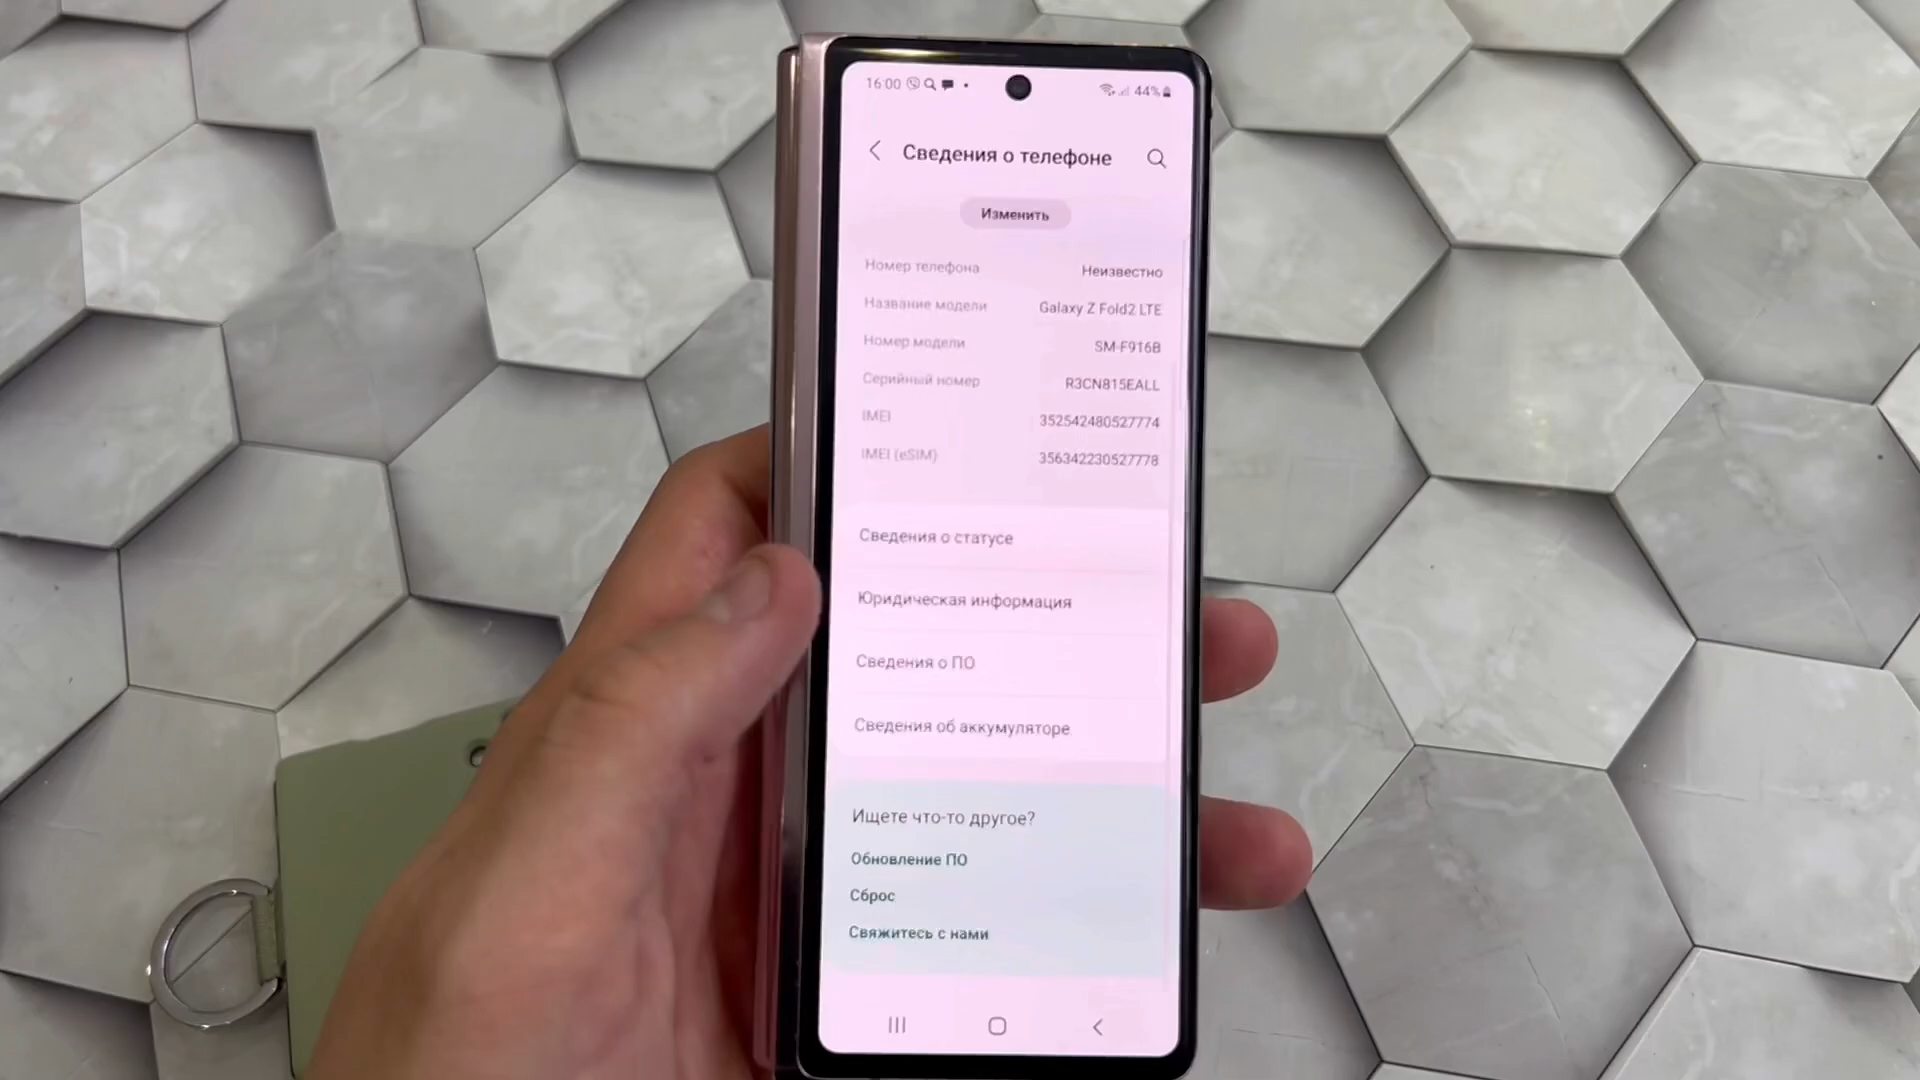 16:00 44%
Сведения о телефоне
Изменить
Номер телефона Неизвестно
Название модели Galaxy Z Fold2 LTE
Номер модели SM-F916B
Серийный номер R3CN815EALL
IMEI 352542480527774
IMEI (eSIM) 356342230527778
Сведения о статусе
Юридическая информация
Сведения о ПО
Сведения об аккумуляторе
Ищете что-то другое?
Обновление ПО
Сброс
Свяжитесь с нами